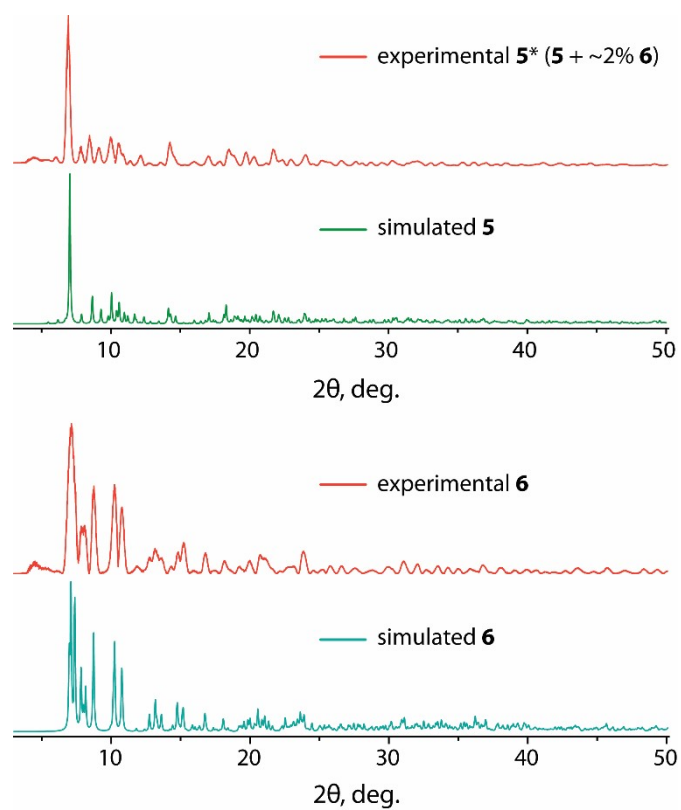 experimental 5* (5 + ~2% 6)
simulated 5
10 20 30 40 50
2θ, deg.
experimental 6
simulated 6
10 20 30 40 50
2θ, deg.